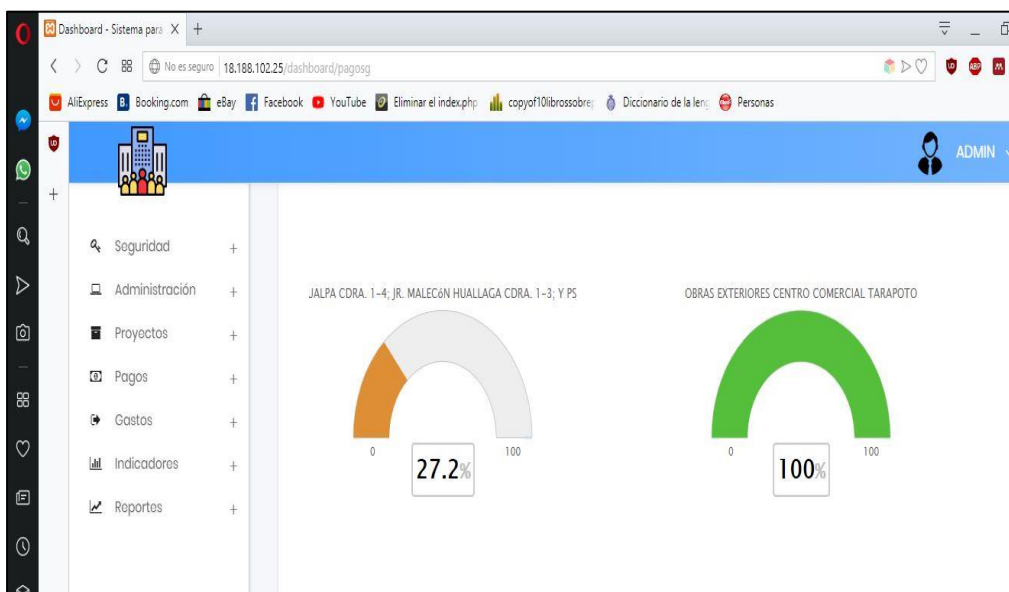 Dashboard - Sistema para X +
No es seguro 18.188.102.25/dashboard/pagosg
AliExpress B. Booking.com eBay Facebook YouTube Eliminar el index.php copyof10librossobre Diccionario de la leng Personas
ADMIN
Seguridad +
Administración +
Proyectos +
Pagos +
Gastos +
Indicadores +
Reportes +
JALPA CDRA. 1-4; JR. MALECóN HUALLAGA CDRA. 1-3; Y PS
0 100
27.2%
OBRAS EXTERIORES CENTRO COMERCIAL TARAPOTO
0 100
100%